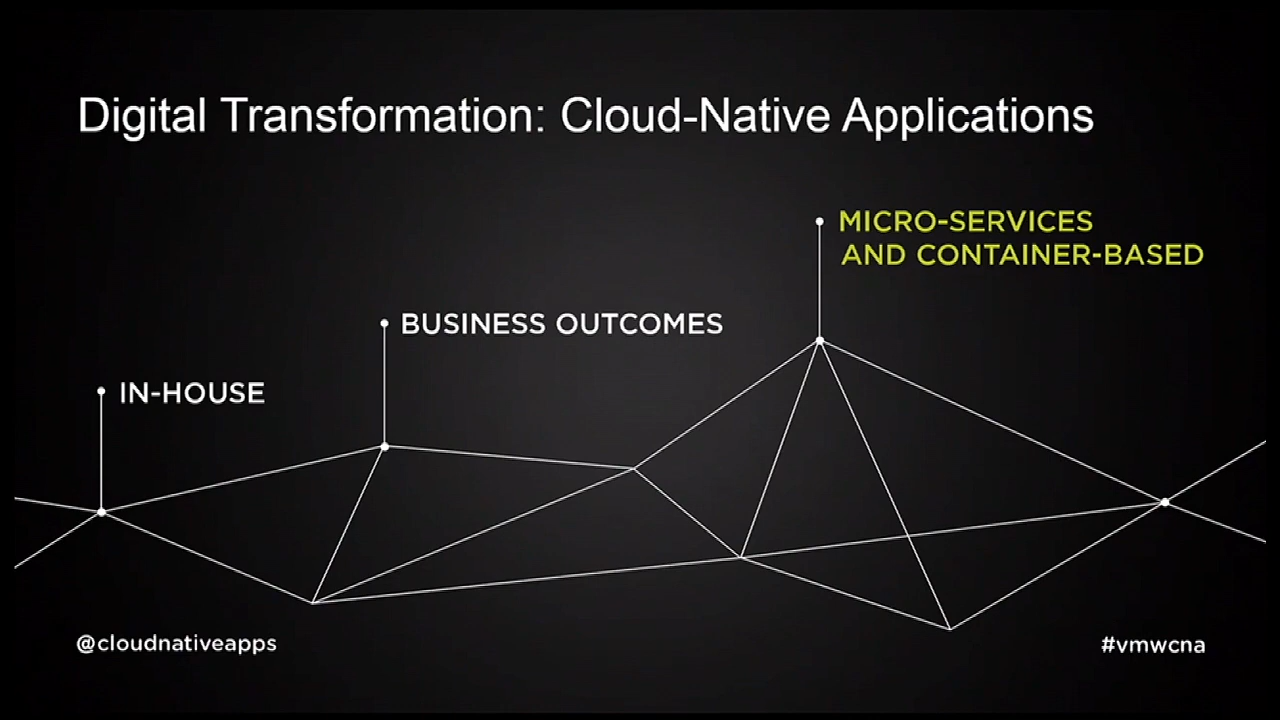 Digital Transformation: Cloud-Native Applications
MICRO-SERVICES
AND CONTAINER-BASED
BUSINESS OUTCOMES
IN-HOUSE
@cloudnativeapps
#vmwcna